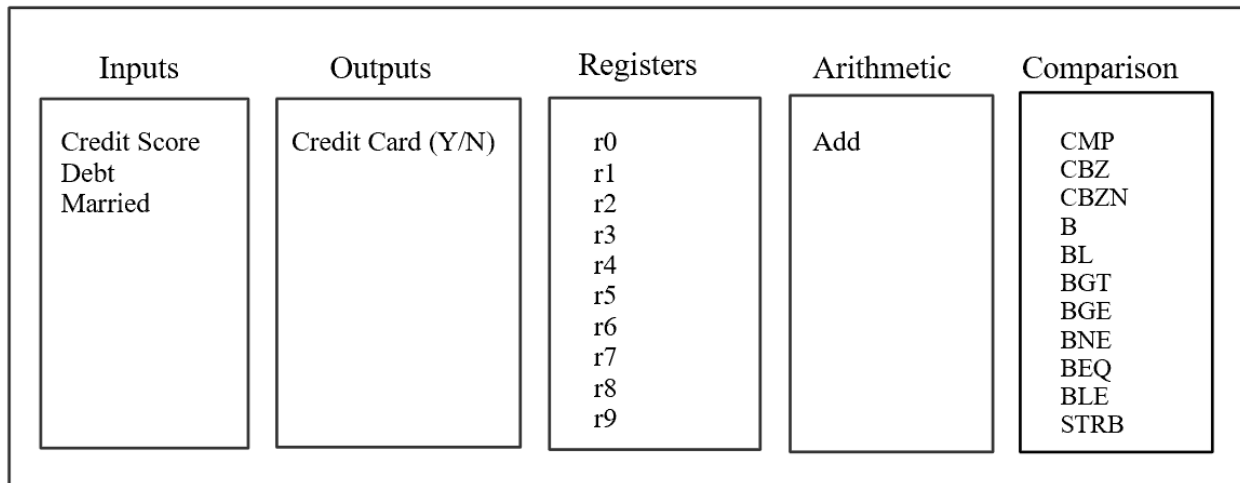 Inputs
Outputs
Registers
Arithmetic
Comparison
Credit Score
Debt
Married
Credit Card (Y/N)
r0
r1
r2
r3
r4
r5
r6
r7
r8
r9
Add
CMP
CBZ
CBZN
B
BL
BGT
BGE
BNE
BEQ
BLE
STRB